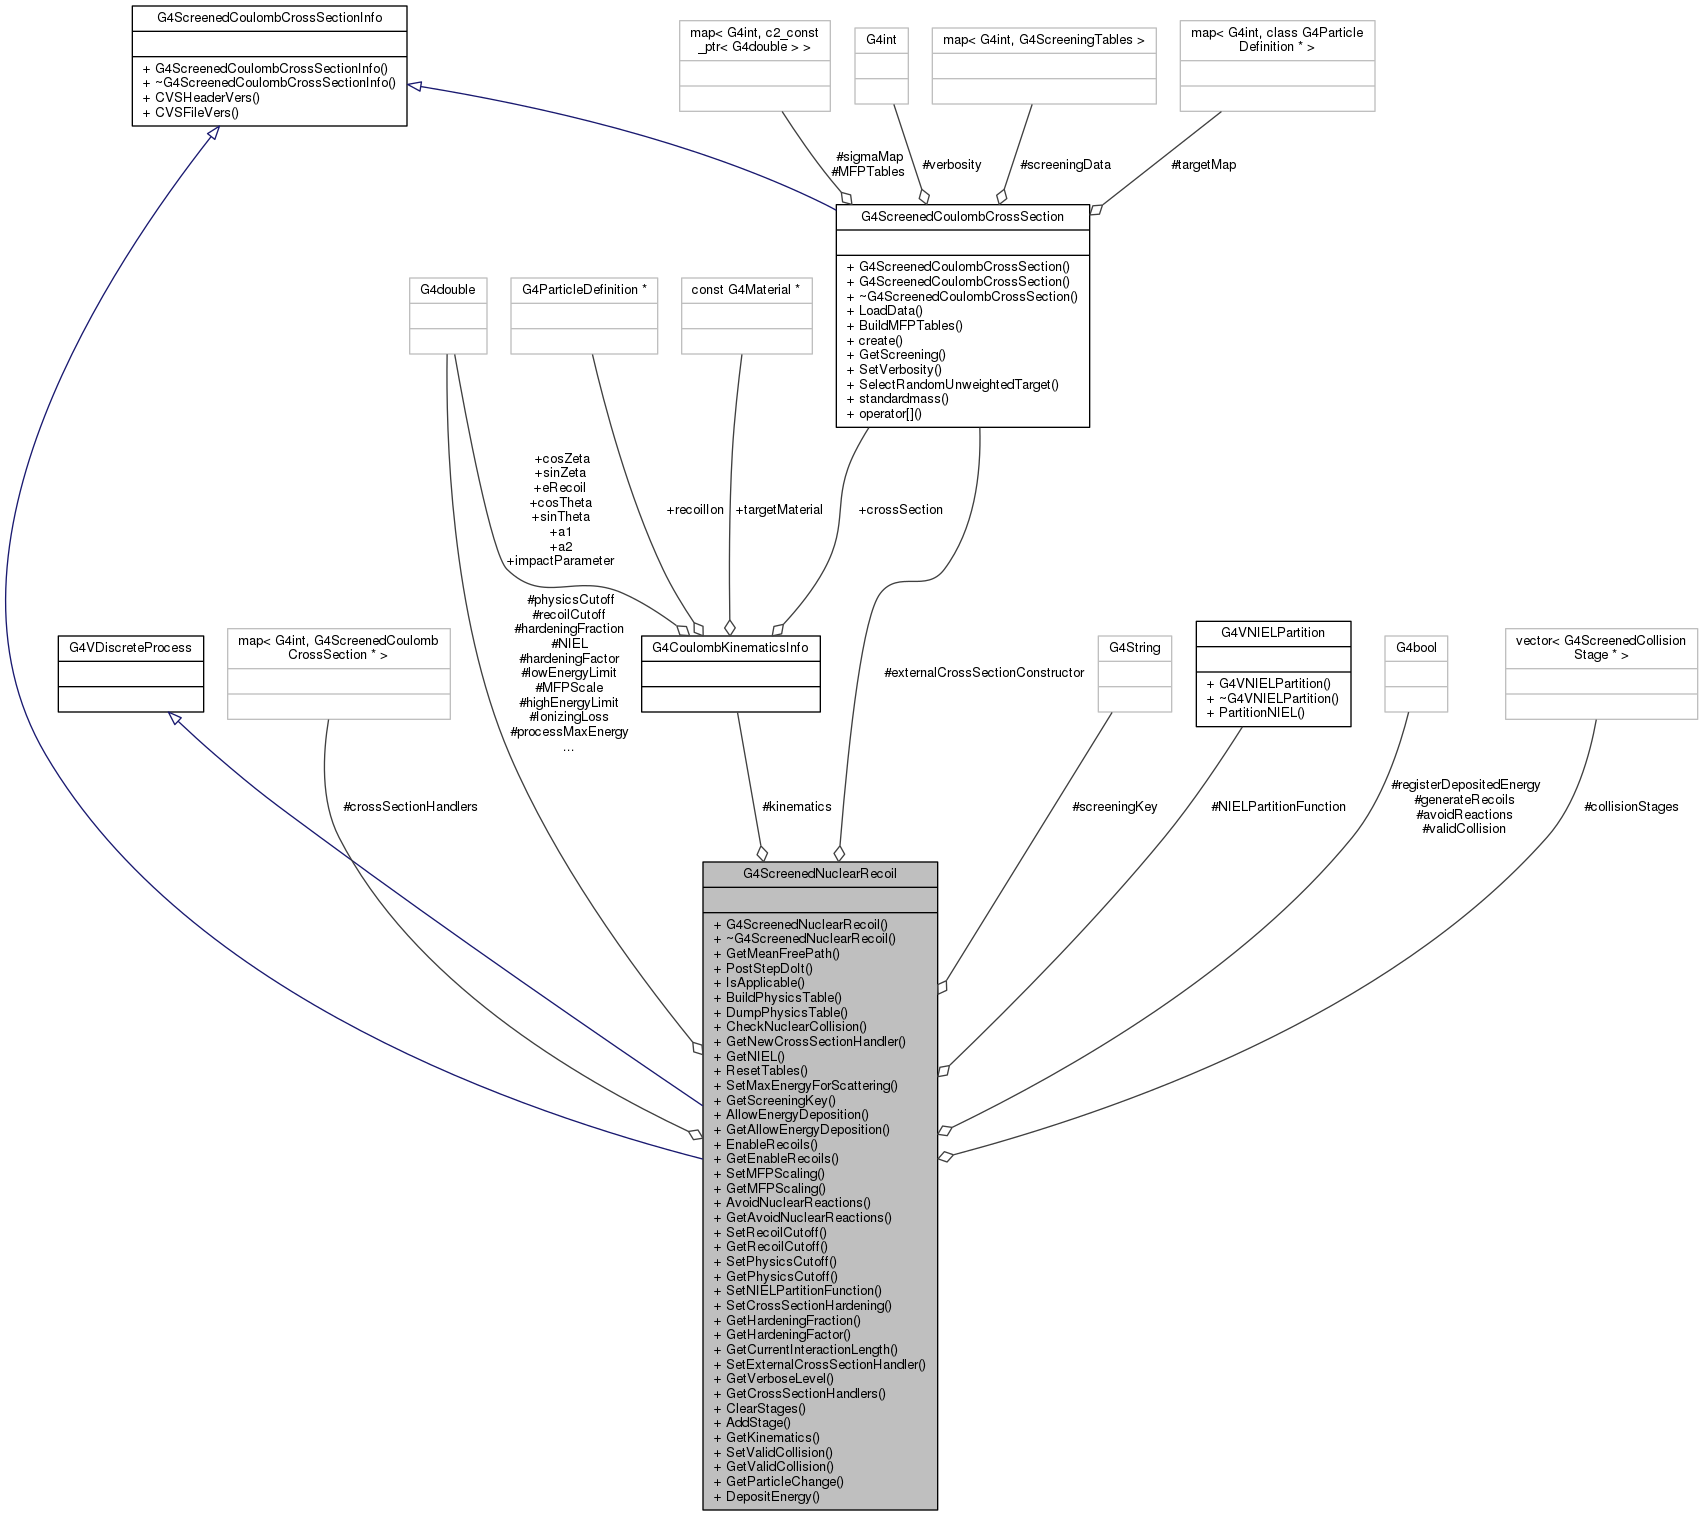 G4ScreenedCoulombCrossSectionInfo
+ G4ScreenedCoulombCrossSectionInfo()
+ ~G4ScreenedCoulombCrossSectionInfo()
+ CVSHeaderVers()
+ CVSFileVers()
map< G4int, c2_const
_ptr< G4double > >
G4int
map< G4int, G4ScreeningTables >
map< G4int, class G4Particle
Definition * >
#sigmaMap
#MFPTables
#verbosity
#screeningData
#targetMap
G4ScreenedCoulombCrossSection
+ G4ScreenedCoulombCrossSection()
+ G4ScreenedCoulombCrossSection()
+ ~G4ScreenedCoulombCrossSection()
+ LoadData()
+ BuildMFPTables()
+ create()
+ GetScreening()
+ SetVerbosity()
+ SelectRandomUnweightedTarget()
+ standardmass()
+ operator[]()
G4double
G4ParticleDefinition *
const G4Material *
+cosZeta
+sinZeta
+eRecoil
+cosTheta
+sinTheta
+a1
+a2
+impactParameter
+recoilIon
+targetMaterial
+crossSection
#physicsCutoff
#recoilCutoff
#hardeningFraction
#NIEL
#hardeningFactor
#lowEnergyLimit
#MFPScale
#highEnergyLimit
#IonizingLoss
#processMaxEnergy
...
G4VDiscreteProcess
map< G4int, G4ScreenedCoulomb
CrossSection * >
G4CoulombKinematicsInfo
#externalCrossSectionConstructor
G4String
G4VNIELPartition
+ G4VNIELPartition()
+ ~G4VNIELPartition()
+ PartitionNIEL()
G4bool
vector< G4ScreenedCollision
Stage * >
#crossSectionHandlers
#kinematics
#screeningKey
#NIELPartitionFunction
#registerDepositedEnergy
#generateRecoils
#avoidReactions
#validCollision
#collisionStages
G4ScreenedNuclearRecoil
+ G4ScreenedNuclearRecoil()
+ ~G4ScreenedNuclearRecoil()
+ GetMeanFreePath()
+ PostStepDoIt()
+ IsApplicable()
+ BuildPhysicsTable()
+ DumpPhysicsTable()
+ CheckNuclearCollision()
+ GetNewCrossSectionHandler()
+ GetNIEL()
+ ResetTables()
+ SetMaxEnergyForScattering()
+ GetScreeningKey()
+ AllowEnergyDeposition()
+ GetAllowEnergyDeposition()
+ EnableRecoils()
+ GetEnableRecoils()
+ SetMFPScaling()
+ GetMFPScaling()
+ AvoidNuclearReactions()
+ GetAvoidNuclearReactions()
+ SetRecoilCutoff()
+ GetRecoilCutoff()
+ SetPhysicsCutoff()
+ GetPhysicsCutoff()
+ SetNIELPartitionFunction()
+ SetCrossSectionHardening()
+ GetHardeningFraction()
+ GetHardeningFactor()
+ GetCurrentInteractionLength()
+ SetExternalCrossSectionHandler()
+ GetVerboseLevel()
+ GetCrossSectionHandlers()
+ ClearStages()
+ AddStage()
+ GetKinematics()
+ SetValidCollision()
+ GetValidCollision()
+ GetParticleChange()
+ DepositEnergy()